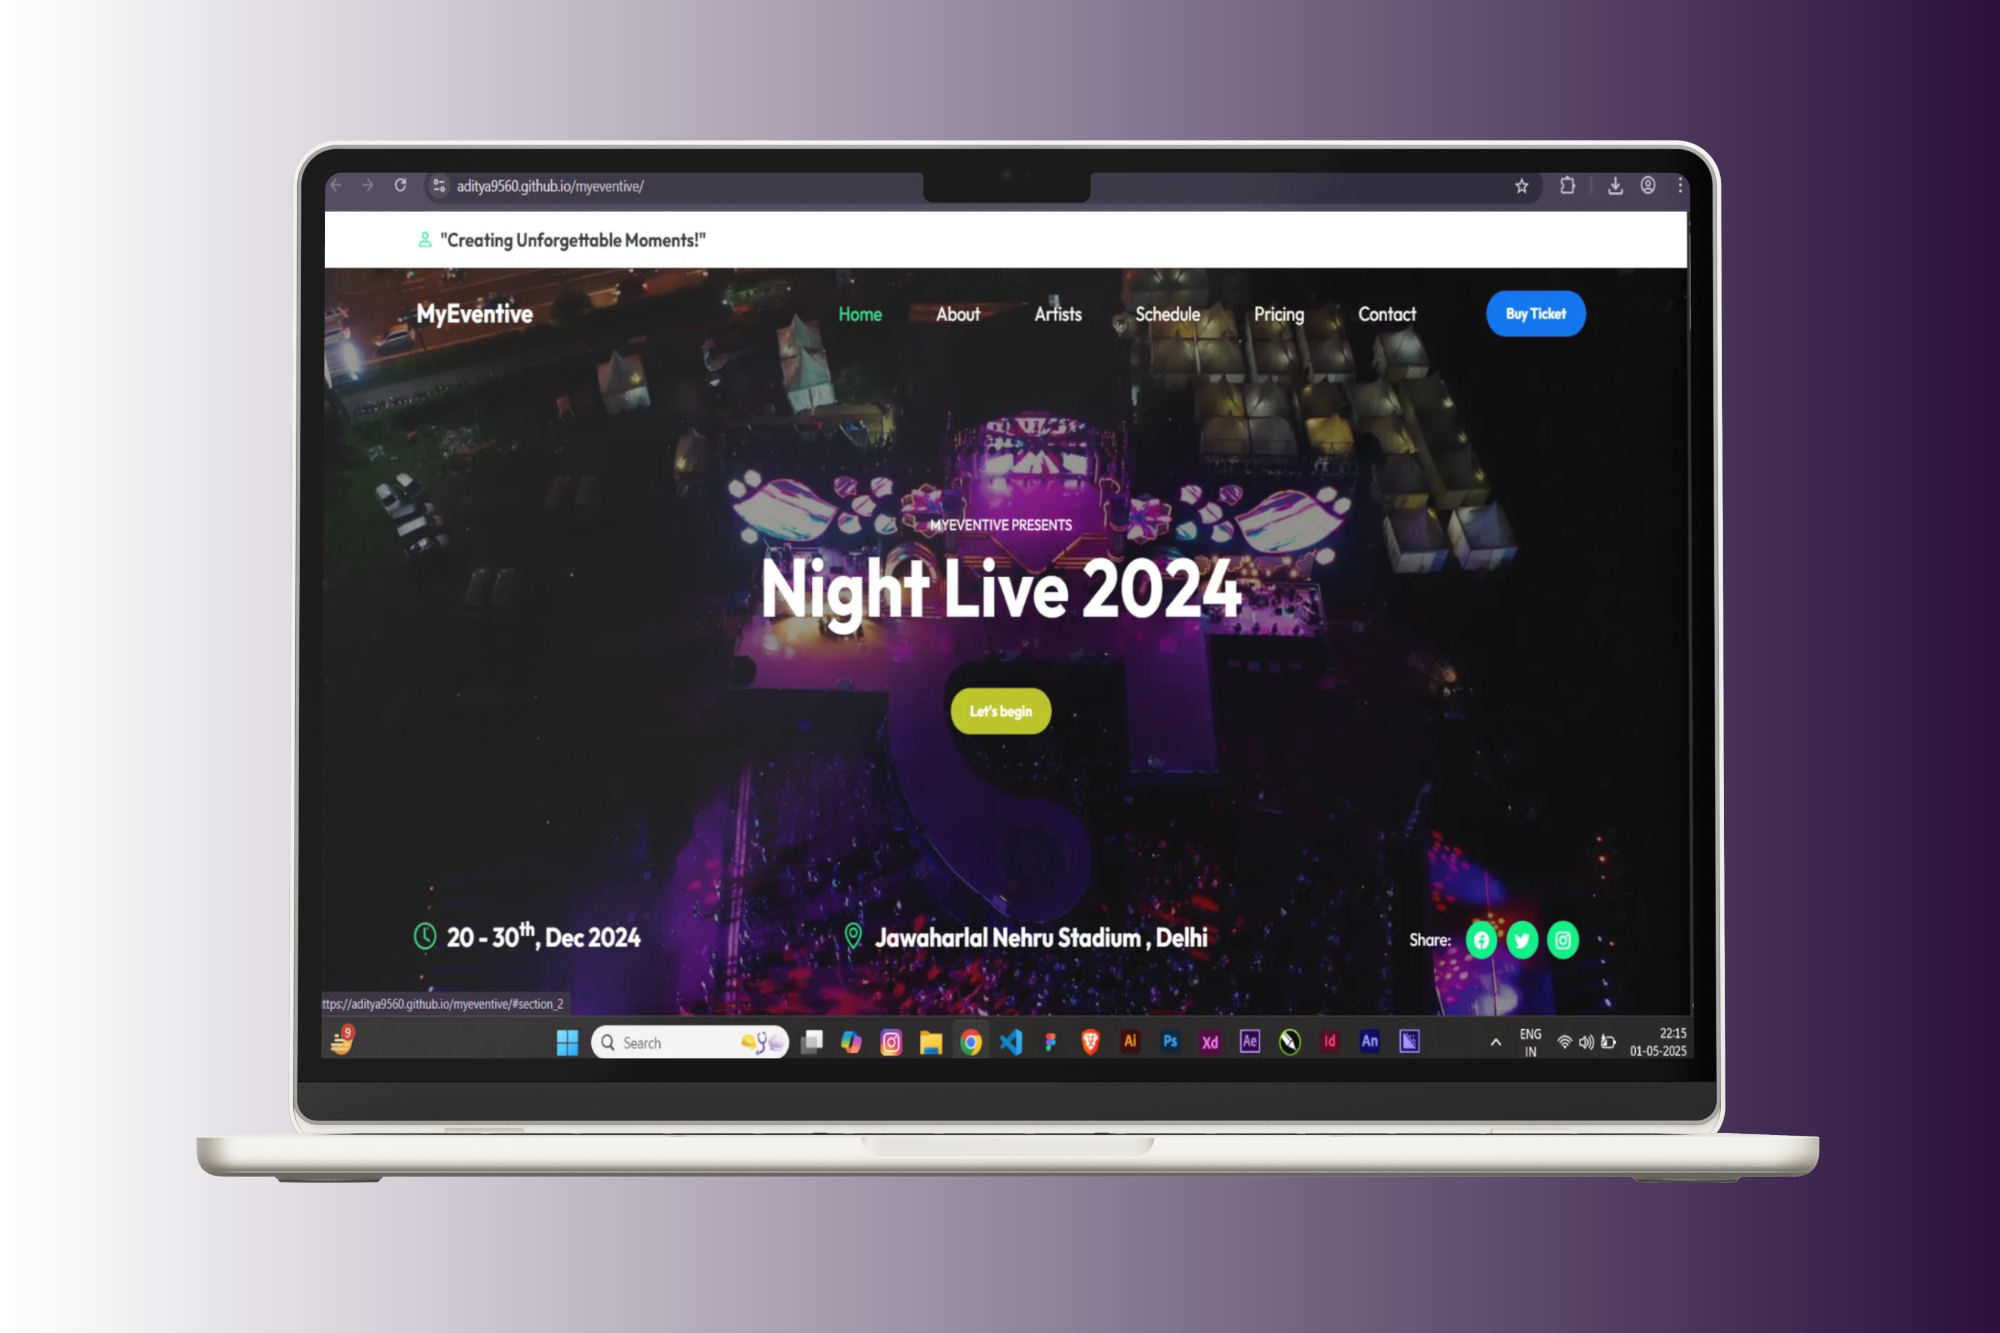 aditya9560.github.io/myeventive/
"Creating Unforgettable Moments!"
MyEventive
Home
About
Artists
Schedule
Pricing
Contact
Buy Ticket
MYEVENTIVE PRESENTS
Night Live 2024
Let's begin
20 - 30th, Dec 2024
Jawaharlal Nehru Stadium , Delhi
Share:
ttps://aditya9560.github.io/myeventive/#section_2
9
Search
Ai
Ps
Xd
Ae
Id
An
ENG
IN
22:15
01-05-2025